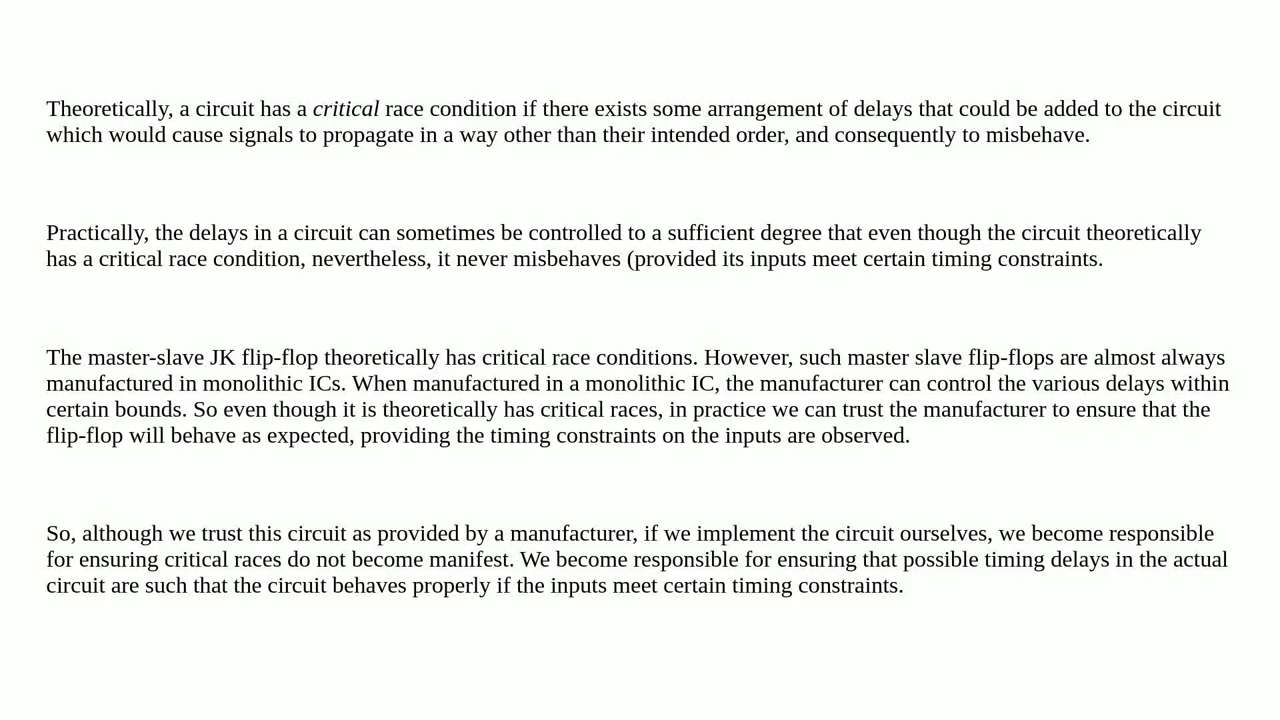 Theoretically, a circuit has a critical race condition if there exists some arrangement of delays that could be added to the circuit
which would cause signals to propagate in a way other than their intended order, and consequently to misbehave.
Practically, the delays in a circuit can sometimes be controlled to a sufficient degree that even though the circuit theoretically
has a critical race condition, nevertheless, it never misbehaves (provided its inputs meet certain timing constraints.
The master-slave JK flip-flop theoretically has critical race conditions. However, such master slave flip-flops are almost always
manufactured in monolithic ICs. When manufactured in a monolithic IC, the manufacturer can control the various delays within
certain bounds. So even though it is theoretically has critical races, in practice we can trust the manufacturer to ensure that the
flip-flop will behave as expected, providing the timing constraints on the inputs are observed.
So, although we trust this circuit as provided by a manufacturer, if we implement the circuit ourselves, we become responsible
for ensuring critical races do not become manifest. We become responsible for ensuring that possible timing delays in the actual
circuit are such that the circuit behaves properly if the inputs meet certain timing constraints.